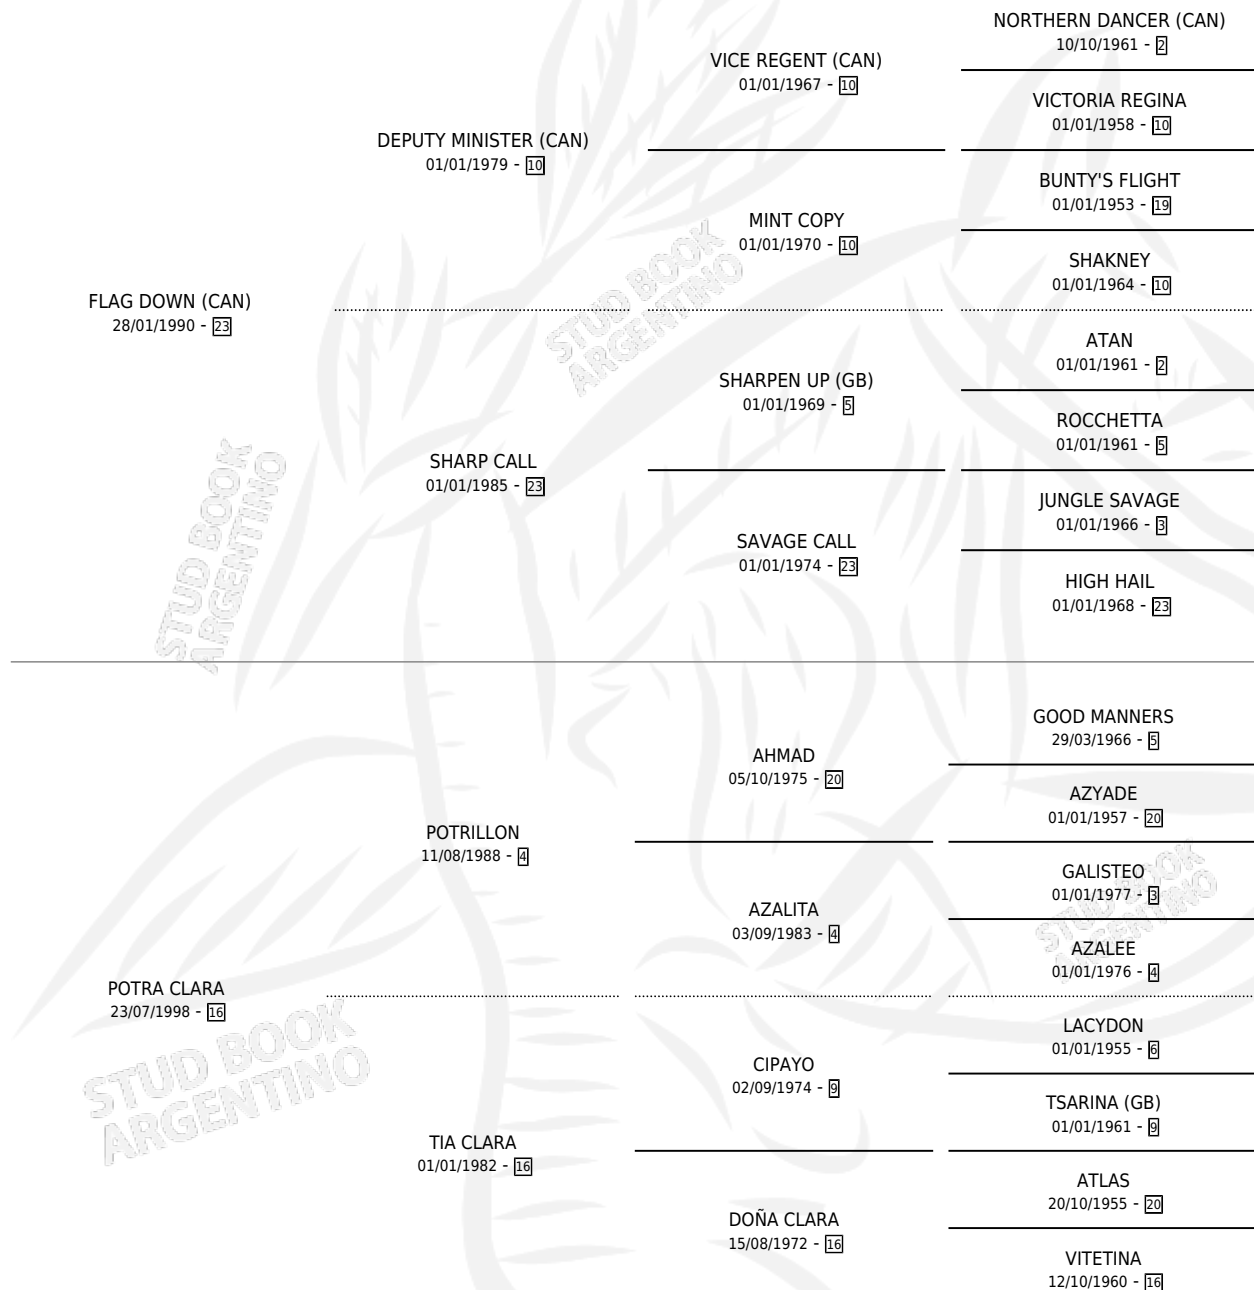 NORTHERN DANCER (CAN)
10/10/1961 - 2
VICE REGENT (CAN)
01/01/1967 - 10
VICTORIA REGINA
01/01/1958 - 10
DEPUTY MINISTER (CAN)
01/01/1979 - 10
BUNTY'S FLIGHT
01/01/1953 - 19
MINT COPY
01/01/1970 - 10
SHAKNEY
01/01/1964 - 10
FLAG DOWN (CAN)
28/01/1990 - 23
ATAN
01/01/1961 - 2
SHARPEN UP (GB)
01/01/1969 - 5
ROCCHETTA
01/01/1961 - 5
SHARP CALL
01/01/1985 - 23
JUNGLE SAVAGE
01/01/1966 - 3
SAVAGE CALL
01/01/1974 - 23
HIGH HAIL
01/01/1968 - 23
GOOD MANNERS
29/03/1966 - 5
AHMAD
05/10/1975 - 20
AZYADE
01/01/1957 - 20
POTRILLON
11/08/1988 - 4
GALISTEO
01/01/1977 - 3
AZALITA
03/09/1983 - 4
AZALEE
01/01/1976 - 4
POTRA CLARA
23/07/1998 - 16
LACYDON
01/01/1955 - 6
CIPAYO
02/09/1974 - 9
TSARINA (GB)
01/01/1961 - 9
TIA CLARA
01/01/1982 - 16
ATLAS
20/10/1955 - 20
DOÑA CLARA
15/08/1972 - 16
VITETINA
12/10/1960 - 16
STUD BOOK
ARGENTINO
STUD BOOK
ARGENTINO
STUD BOOK
ARGENTINO
STUD BOOK
ARGENTINO